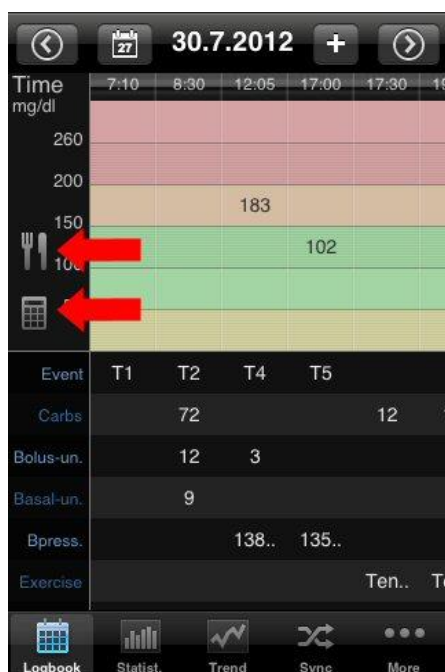 27 30.7.2012 +
Time 7:10 8:30 12:05 17:00 17:30
mg/dl
260
200
183
150
102
100
Event T1 T2 T4 T5
Carbs 72 12
Bolus-un. 12 3
Basal-un. 9
Bpress. 138.. 135..
Exercise Ten..
Logbook Statist. Trend Sync More